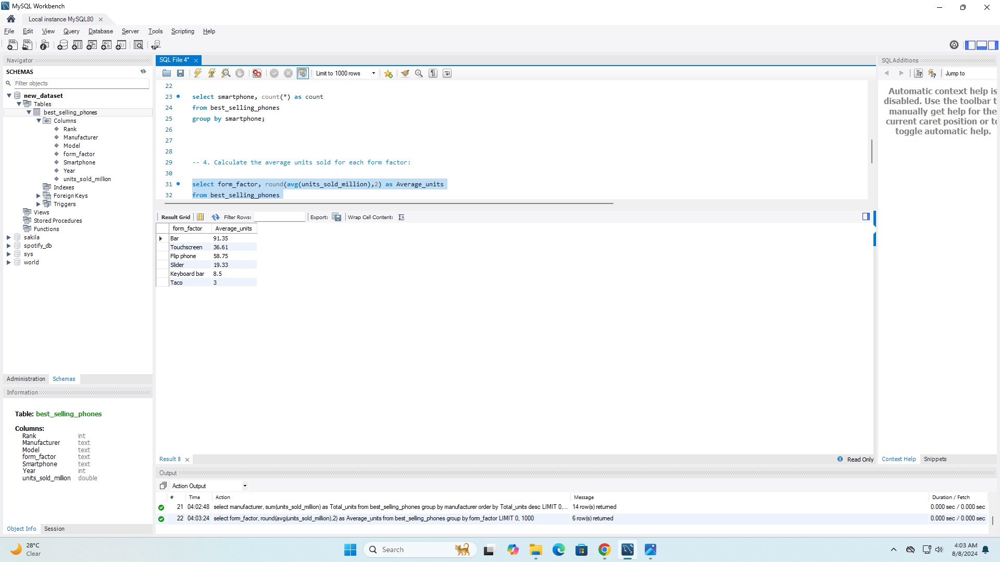 MySQL Workbench
Local instance MySQL80
File Edit View Query Database Server Tools Scripting Help
Navigator
SCHEMAS
Filter objects
new_dataset
Tables
best_selling_phones
Columns
Rank
Manufacturer
Model
form_factor
Smartphone
Year
units_sold_million
Indexes
Foreign Keys
Triggers
Views
Stored Procedures
Functions
sakila
spotify_db
sys
world
Administration Schemas
Information
Table: best_selling_phones
Columns:
Rank int
Manufacturer text
Model text
form_factor text
Smartphone text
Year int
units_sold_million double
Object Info Session
SQL File 4*
Limit to 1000 rows
22
23 select smartphone, count(*) as count
24 from best_selling_phones
25 group by smartphone;
26
27
28
29 -- 4. Calculate the average units sold for each form factor:
30
31 select form_factor, round(avg(units_sold_million),2) as Average_units
32 from best_selling_phones
Result Grid Filter Rows: Export: Wrap Cell Content:
form_factor Average_units
Bar 91.35
Touchscreen 36.61
Flip phone 58.75
Slider 19.33
Keyboard bar 8.5
Taco 3
Result 8
Read Only
SQLAdditions
Jump to
Automatic context help is
disabled. Use the toolbar t
manually get help for the
current caret position or to
toggle automatic help.
Context Help Snippets
Output
Action Output
# Time Action Message Duration / Fetch
21 04:02:48 select manufacturer, sum(units_sold_million) as Total_units from best_selling_phones group by manufacturer order by Total_units desc LIMIT 0,... 14 row(s) returned 0.000 sec / 0.000 sec
22 04:03:24 select form_factor, round(avg(units_sold_million),2) as Average_units from best_selling_phones group by form_factor LIMIT 0, 1000 6 row(s) returned 0.000 sec / 0.000 sec
28°C
Clear
Search
4:03 AM
8/8/2024